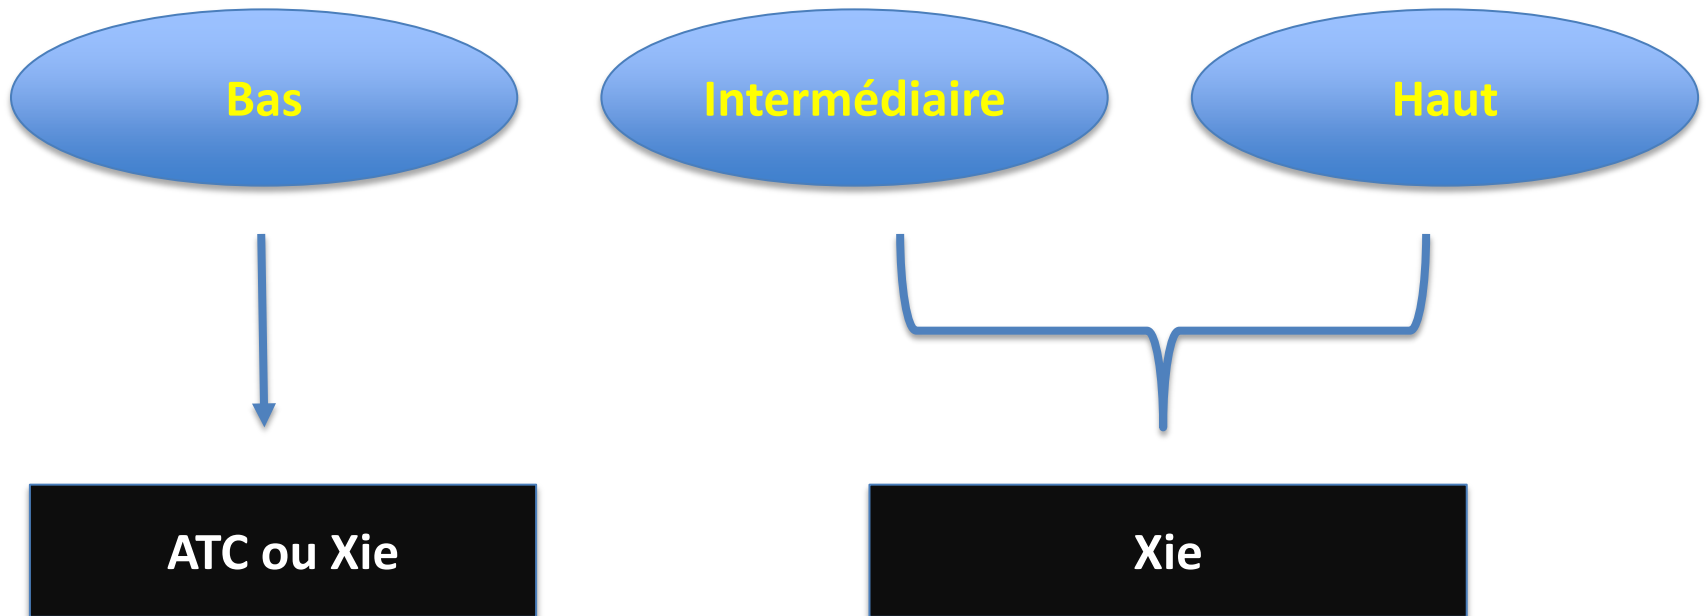 Bas
Intermédiaire
Haut
ATC ou Xie
Xie